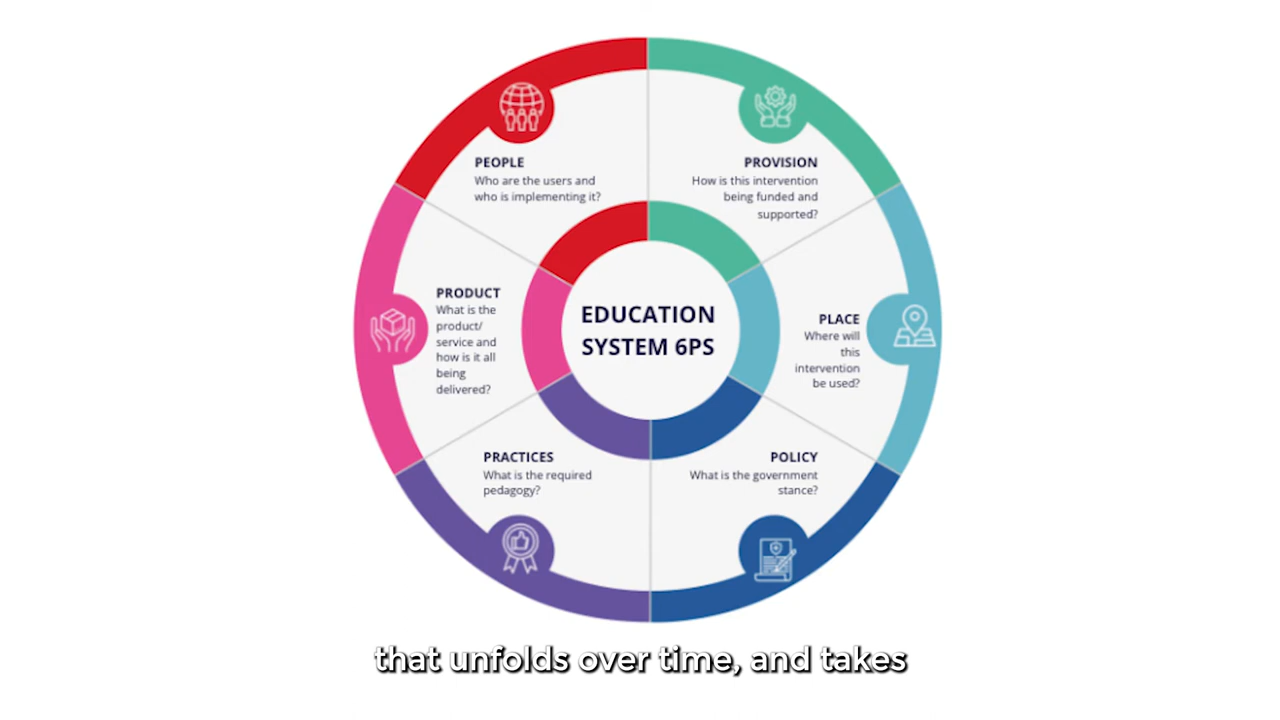 PEOPLE
Who are the users and
who is implementing it?
PROVISION
How is this intervention
being funded and
supported?
PRODUCT
What is the
product/
service and
how is it all
being
delivered?
EDUCATION
SYSTEM 6PS
PLACE
Where will
this
intervention
be used?
PRACTICES
What is the required
pedagogy?
POLICY
What is the government
stance?
that unfolds over time, and takes